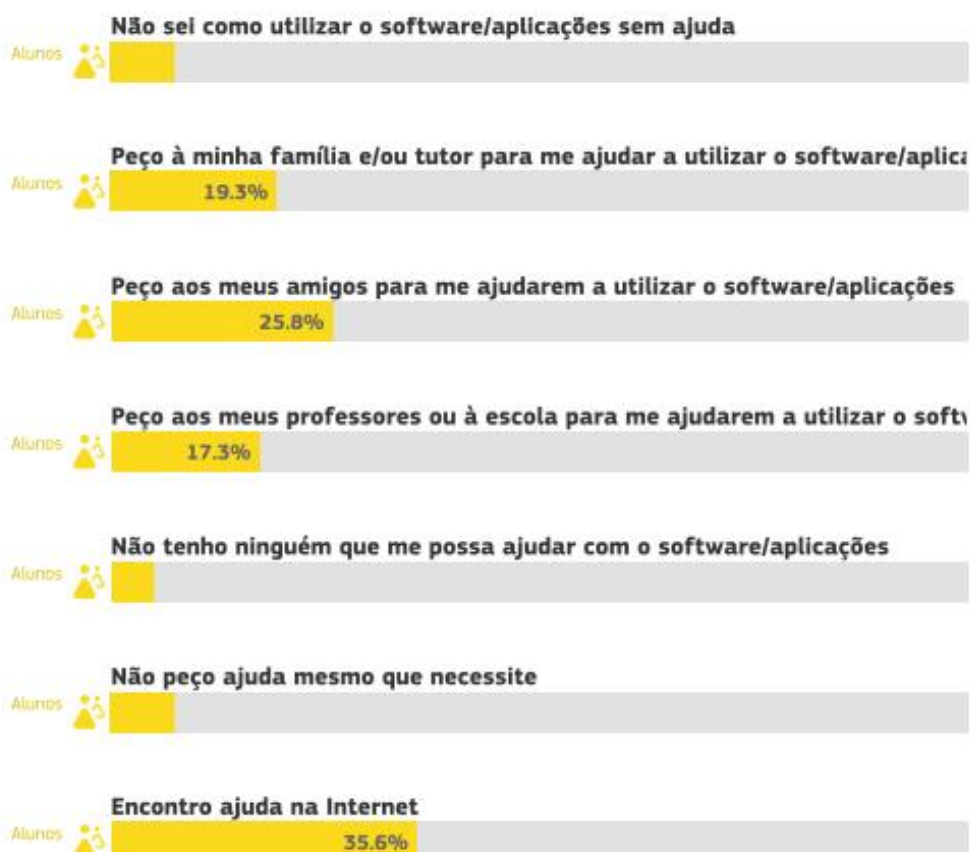 Não sei como utilizar o software/aplicações sem ajuda
Alunos
Peço à minha família e/ou tutor para me ajudar a utilizar o
Alunos
19.3%
Peço aos meus amigos para me ajudarem a utilizar o software/aplicações
Alunos
25.8%
Peço aos meus professores ou à escola para me ajudarem a utilizar o
Alunos
17.3%
Não tenho ninguém que me possa ajudar com o software/aplicações
Alunos
Não peço ajuda mesmo que necessite
Alunos
Encontro ajuda na Internet
Alunos
35.6%